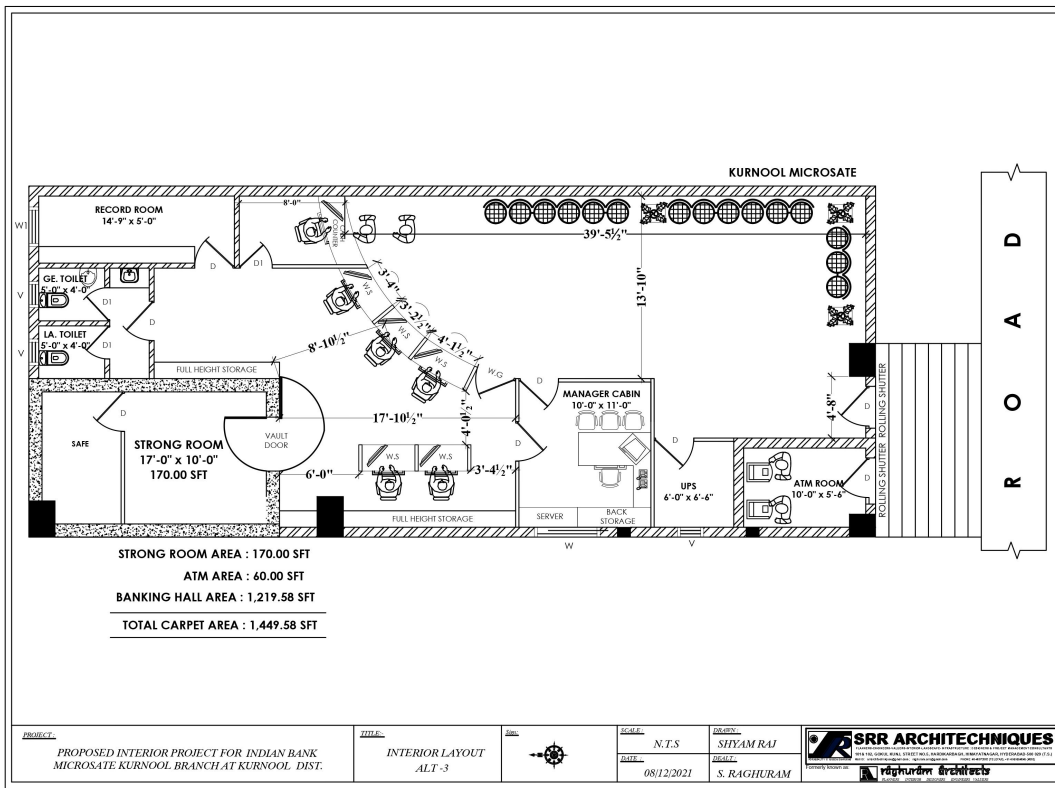 KURNOOL MICROSATE
RECORD ROOM
14'-9" x 5'-0"
W1
8'-0"
CASH COUNTER
39'-5½"
13'-10"
D
D1
GE. TOILET
5'-0" x 4'-0"
V
D1
D
LA. TOILET
5'-0" x 4'-0"
V
D1
3'-4"
W.S
3'-2½"
W.S
4'-1½"
W.S
W.G
8'-10½"
FULL HEIGHT STORAGE
D
SAFE
STRONG ROOM
17'-0" x 10'-0"
170.00 SFT
VAULT
DOOR
17'-10½"
4'-0½"
6'-0"
W.S
W.S
3'-4½"
FULL HEIGHT STORAGE
D
D
MANAGER CABIN
10'-0" x 11'-0"
SERVER
BACK
STORAGE
W
D
UPS
6'-0" x 6'-6"
V
4'-8"
D
ATM ROOM
10'-0" x 5'-6"
D
ROLLING SHUTTER
ROLLING SHUTTER
ROAD
STRONG ROOM AREA : 170.00 SFT
ATM AREA : 60.00 SFT
BANKING HALL AREA : 1,219.58 SFT
TOTAL CARPET AREA : 1,449.58 SFT
PROJECT:
PROPOSED INTERIOR PROJECT FOR INDIAN BANK
MICROSATE KURNOOL BRANCH AT KURNOOL DIST.
TITLE:-
INTERIOR LAYOUT
ALT -3
SCALE :
N.T.S
DATE :
08/12/2021
DRAWN :
SHYAM RAJ
DEALT :
S. RAGHURAM
SRR ARCHITECHNIQUES
Formerly known as:
raghuram architects